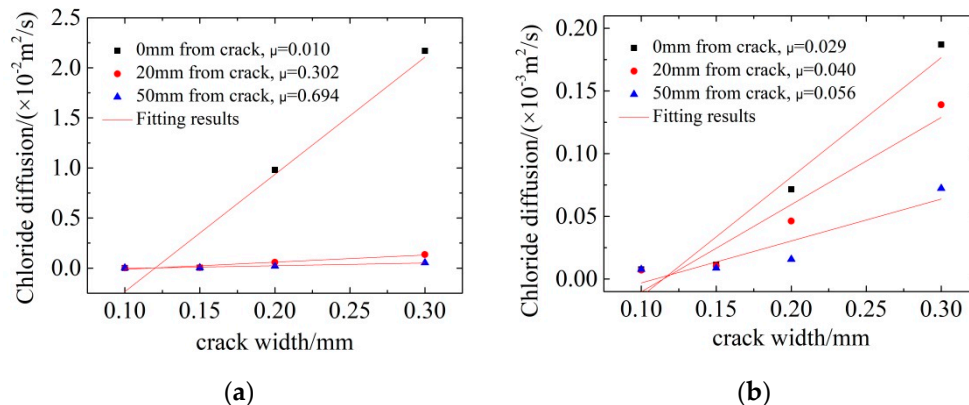 Chloride diffusion/(×10⁻² m²/s)
2.5
2.0
1.5
1.0
0.5
0.0
0mm from crack, μ=0.010
20mm from crack, μ=0.302
50mm from crack, μ=0.694
Fitting results
0.10 0.15 0.20 0.25 0.30
crack width/mm
(a)
Chloride diffusion/(×10⁻³ m²/s)
0.20
0.15
0.10
0.05
0.00
0mm from crack, μ=0.029
20mm from crack, μ=0.040
50mm from crack, μ=0.056
Fitting results
0.10 0.15 0.20 0.25 0.30
crack width/mm
(b)